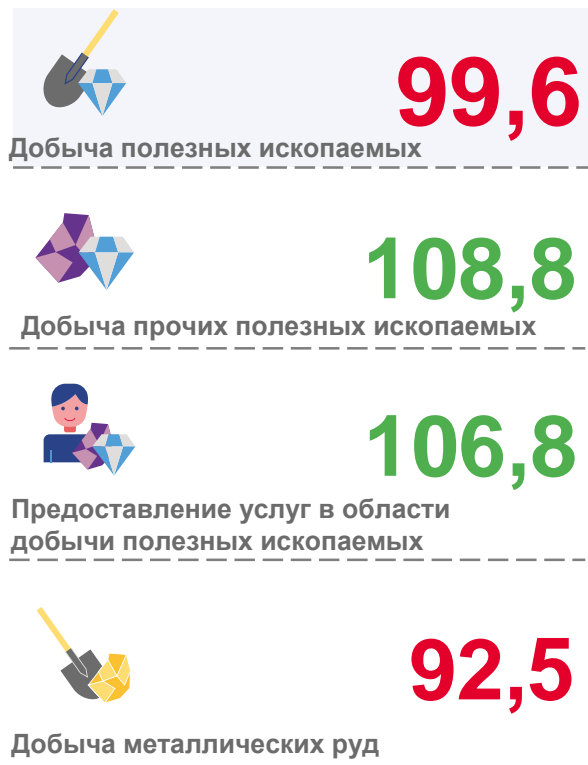 99,6
Добыча полезных ископаемых
108,8
Добыча прочих полезных ископаемых
106,8
Предоставление услуг в области
добычи полезных ископаемых
92,5
Добыча металлических руд